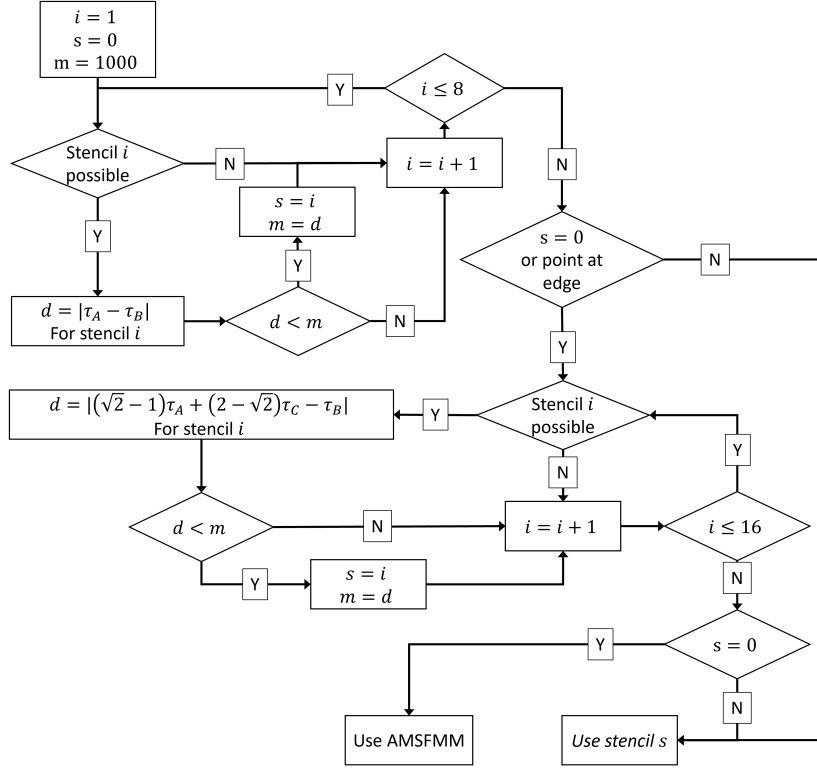 i = 1
s = 0
m = 1000
Y
i ≤ 8
Stencil i
possible
N
i = i + 1
N
s = i
m = d
Y
s = 0
or point at
edge
N
Y
d = |τ_A − τ_B|
For stencil i
d < m
N
Y
d = |(√2 − 1)τ_A + (2 − √2)τ_C − τ_B|
For stencil i
Y
Stencil i
possible
Y
N
d < m
N
i = i + 1
i ≤ 16
Y
s = i
m = d
N
Y
s = 0
N
Use AMSFMM
Use stencil s